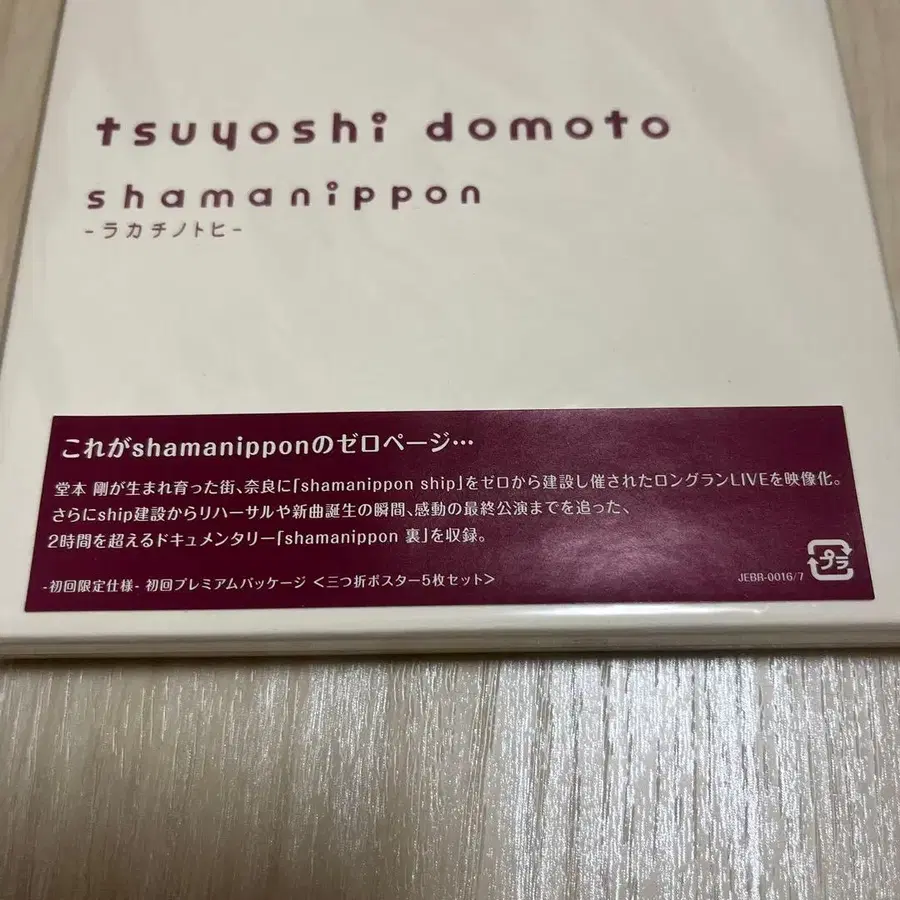 tsuyoshi domoto
shamanippon
-ラカチノトヒ-
これがshamanipponのゼロページ…
堂本 剛が生まれ育った街、奈良に「shamanippon ship」をゼロから建設し催されたロングランLIVEを映像化。
さらにship建設からリハーサルや新曲誕生の瞬間、感動の最終公演までを追った、
2時間を超えるドキュメンタリー「shamanippon 裏」を収録。
-初回限定仕様- 初回プレミアムパッケージ <三つ折ポスター5枚セット>
プラ
JEBR-0016/7